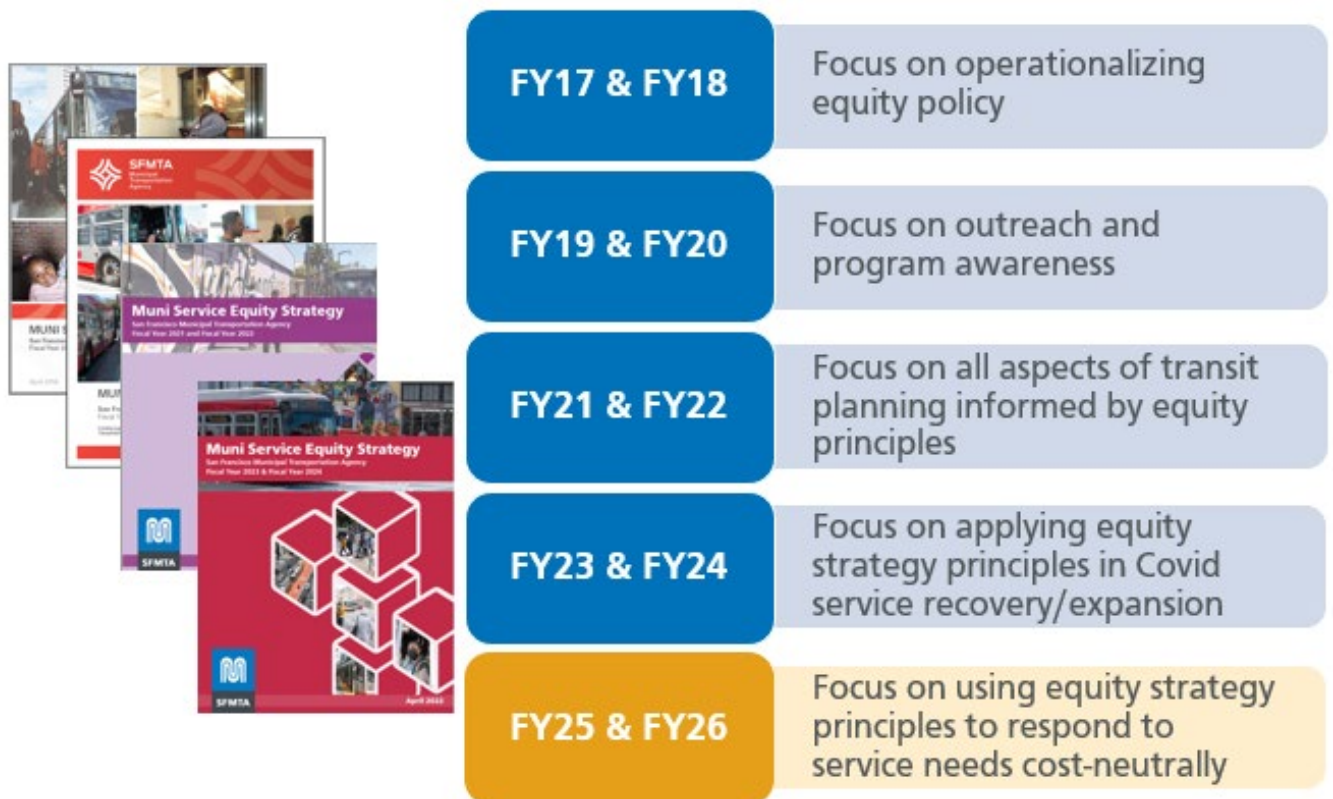 SFMTA
Municipal
Transportation
Agency
MUNI S
April
MUN
Muni Service Equity Strategy
San Francisco Municipal Transportation Agency
Fiscal Year 2021 and Fiscal Year 2022
SFMTA
Muni Service Equity Strategy
San Francisco Municipal Transportation Agency
Fiscal Year 2023 & Fiscal Year 2024
SFMTA
April 2022
FY17 & FY18
Focus on operationalizing
equity policy
FY19 & FY20
Focus on outreach and
program awareness
FY21 & FY22
Focus on all aspects of transit
planning informed by equity
principles
FY23 & FY24
Focus on applying equity
strategy principles in Covid
service recovery/expansion
FY25 & FY26
Focus on using equity strategy
principles to respond to
service needs cost-neutrally